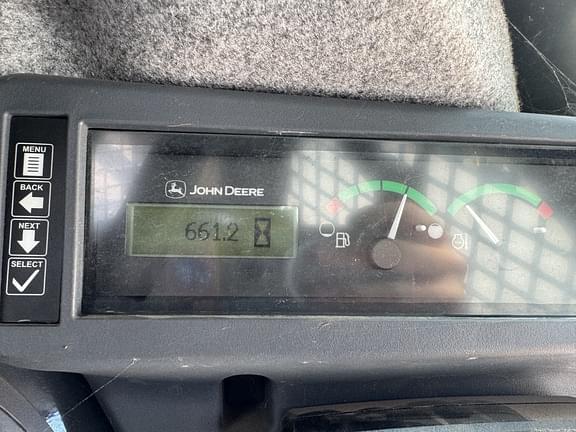 MENU
BACK
NEXT
SELECT
JOHN DEERE
661.2